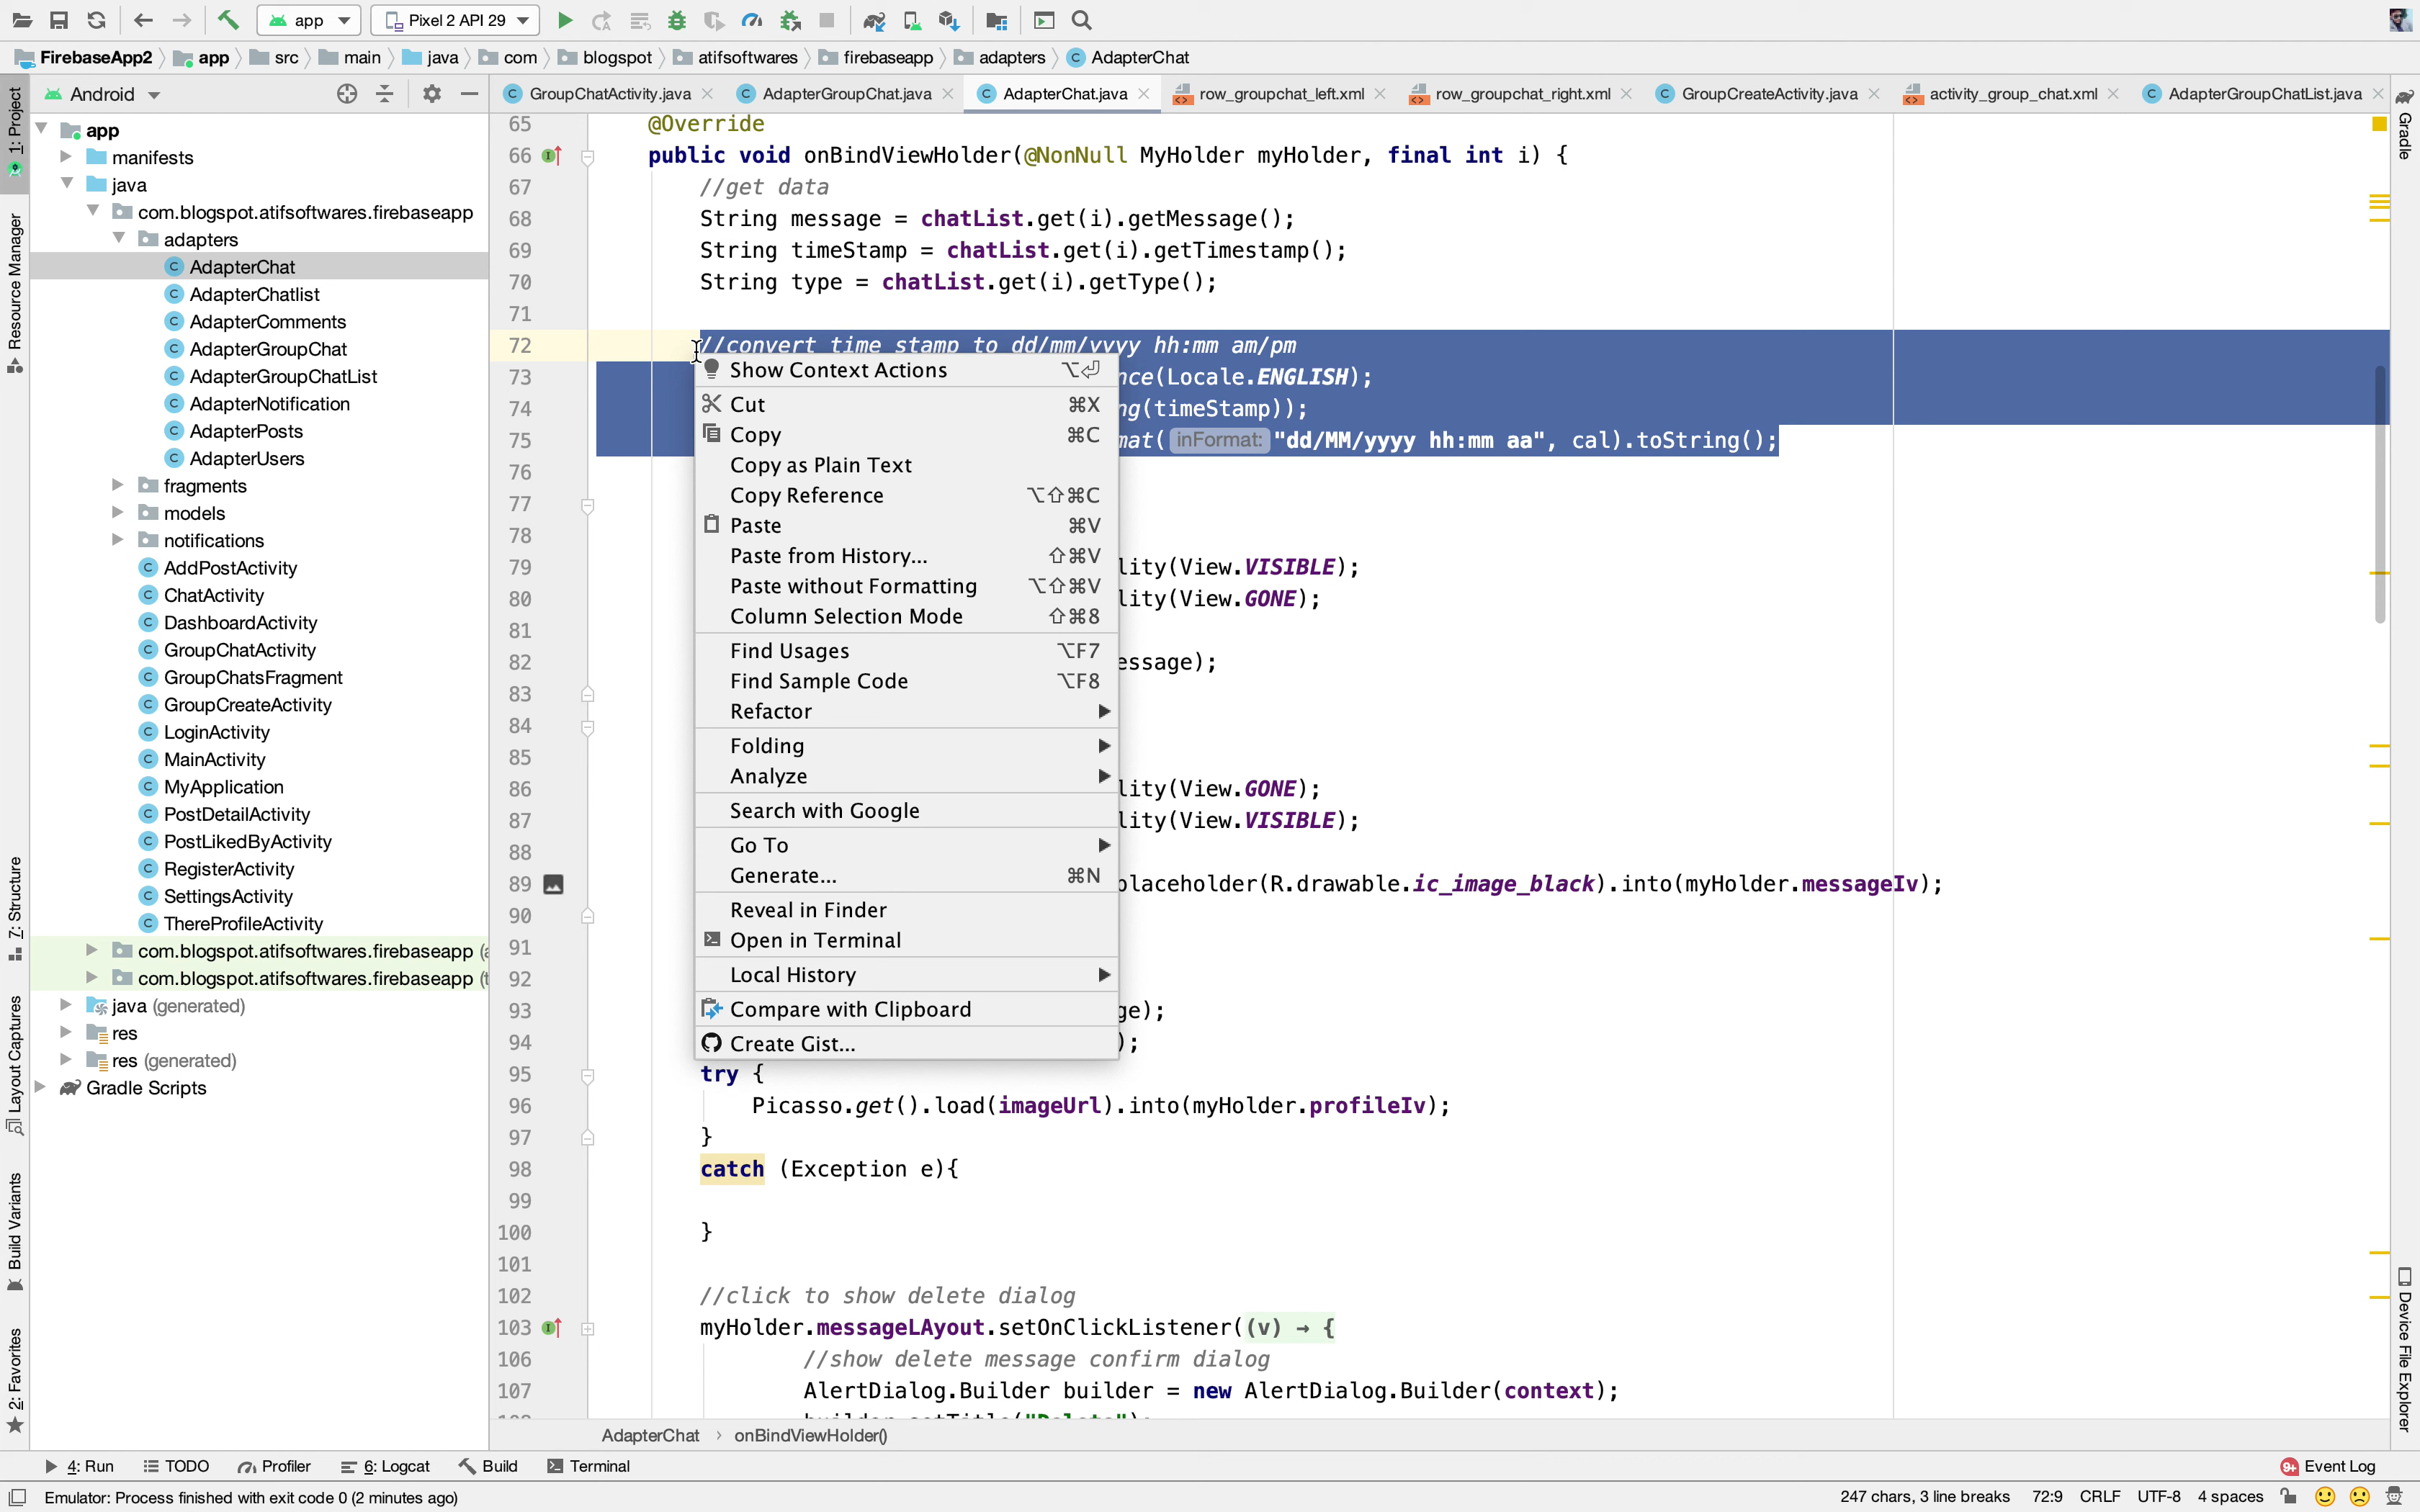 app
Pixel 2 API 29
FirebaseApp2
app
src
main
java
com
blogspot
atifsoftwares
firebaseapp
adapters
AdapterChat
Android
GroupChatActivity.java
AdapterGroupChat.java
AdapterChat.java
row_groupchat_left.xml
row_groupchat_right.xml
GroupCreateActivity.java
activity_group_chat.xml
AdapterGroupChatList.java
1: Project
Resource Manager
7: Structure
Layout Captures
Build Variants
2: Favorites
Gradle
Device File Explorer
app
manifests
java
com.blogspot.atifsoftwares.firebaseapp
adapters
AdapterChat
AdapterChatlist
AdapterComments
AdapterGroupChat
AdapterGroupChatList
AdapterNotification
AdapterPosts
AdapterUsers
fragments
models
notifications
AddPostActivity
ChatActivity
DashboardActivity
GroupChatActivity
GroupChatsFragment
GroupCreateActivity
LoginActivity
MainActivity
MyApplication
PostDetailActivity
PostLikedByActivity
RegisterActivity
SettingsActivity
ThereProfileActivity
com.blogspot.atifsoftwares.firebaseapp
com.blogspot.atifsoftwares.firebaseapp
java (generated)
res
res (generated)
Gradle Scripts
65 @Override
66 public void onBindViewHolder(@NonNull MyHolder myHolder, final int i) {
67 //get data
68 String message = chatList.get(i).getMessage();
69 String timeStamp = chatList.get(i).getTimestamp();
70 String type = chatList.get(i).getType();
71
72 //convert time stamp to dd/mm/yyyy hh:mm am/pm
73 nce(Locale.ENGLISH);
74 ng(timeStamp));
75 mat( inFormat: "dd/MM/yyyy hh:mm aa", cal).toString();
76
77
78
79 lity(View.VISIBLE);
80 lity(View.GONE);
81
82 essage);
83
84
85
86 lity(View.GONE);
87 lity(View.VISIBLE);
88
89 placeholder(R.drawable.ic_image_black).into(myHolder.messageIv);
90
91
92
93 ge);
94 );
95 try {
96 Picasso.get().load(imageUrl).into(myHolder.profileIv);
97 }
98 catch (Exception e){
99
100 }
101
102 //click to show delete dialog
103 myHolder.messageLAyout.setOnClickListener((v) → {
106 //show delete message confirm dialog
107 AlertDialog.Builder builder = new AlertDialog.Builder(context);
Show Context Actions ⌥⏎
Cut ⌘X
Copy ⌘C
Copy as Plain Text
Copy Reference ⌥⇧⌘C
Paste ⌘V
Paste from History... ⇧⌘V
Paste without Formatting ⌥⇧⌘V
Column Selection Mode ⇧⌘8
Find Usages ⌥F7
Find Sample Code ⌥F8
Refactor
Folding
Analyze
Search with Google
Go To
Generate... ⌘N
Reveal in Finder
Open in Terminal
Local History
Compare with Clipboard
Create Gist...
AdapterChat › onBindViewHolder()
4: Run
TODO
Profiler
6: Logcat
Build
Terminal
9+ Event Log
Emulator: Process finished with exit code 0 (2 minutes ago)
247 chars, 3 line breaks
72:9
CRLF
UTF-8
4 spaces